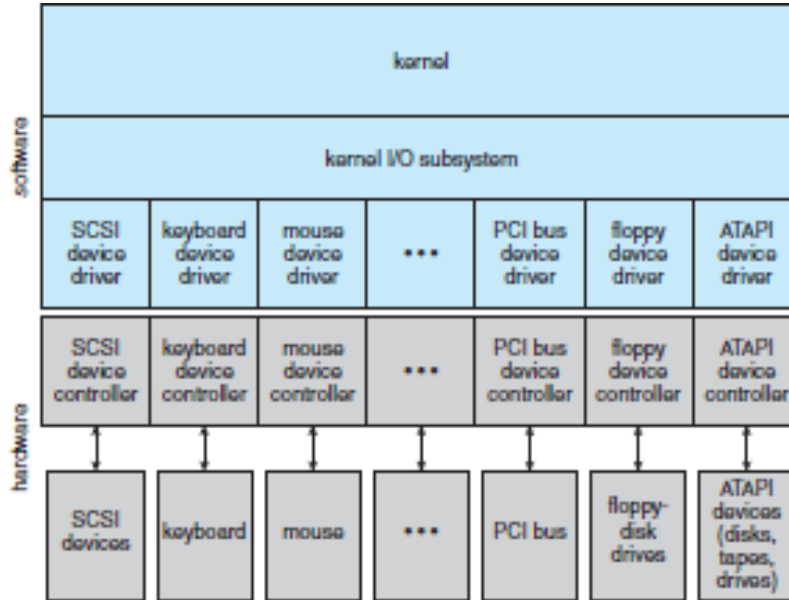 software
kernel
kernel I/O subsystem
SCSI
device
driver
keyboard
device
driver
mouse
device
driver
•••
PCI bus
device
driver
floppy
device
driver
ATAPI
device
driver
hardware
SCSI
device
controller
keyboard
device
controller
mouse
device
controller
•••
PCI bus
device
controller
floppy
device
controller
ATAPI
device
controller
SCSI
devices
keyboard
mouse
•••
PCI bus
floppy-
disk
drives
ATAPI
devices
(disks,
tapes,
drives)